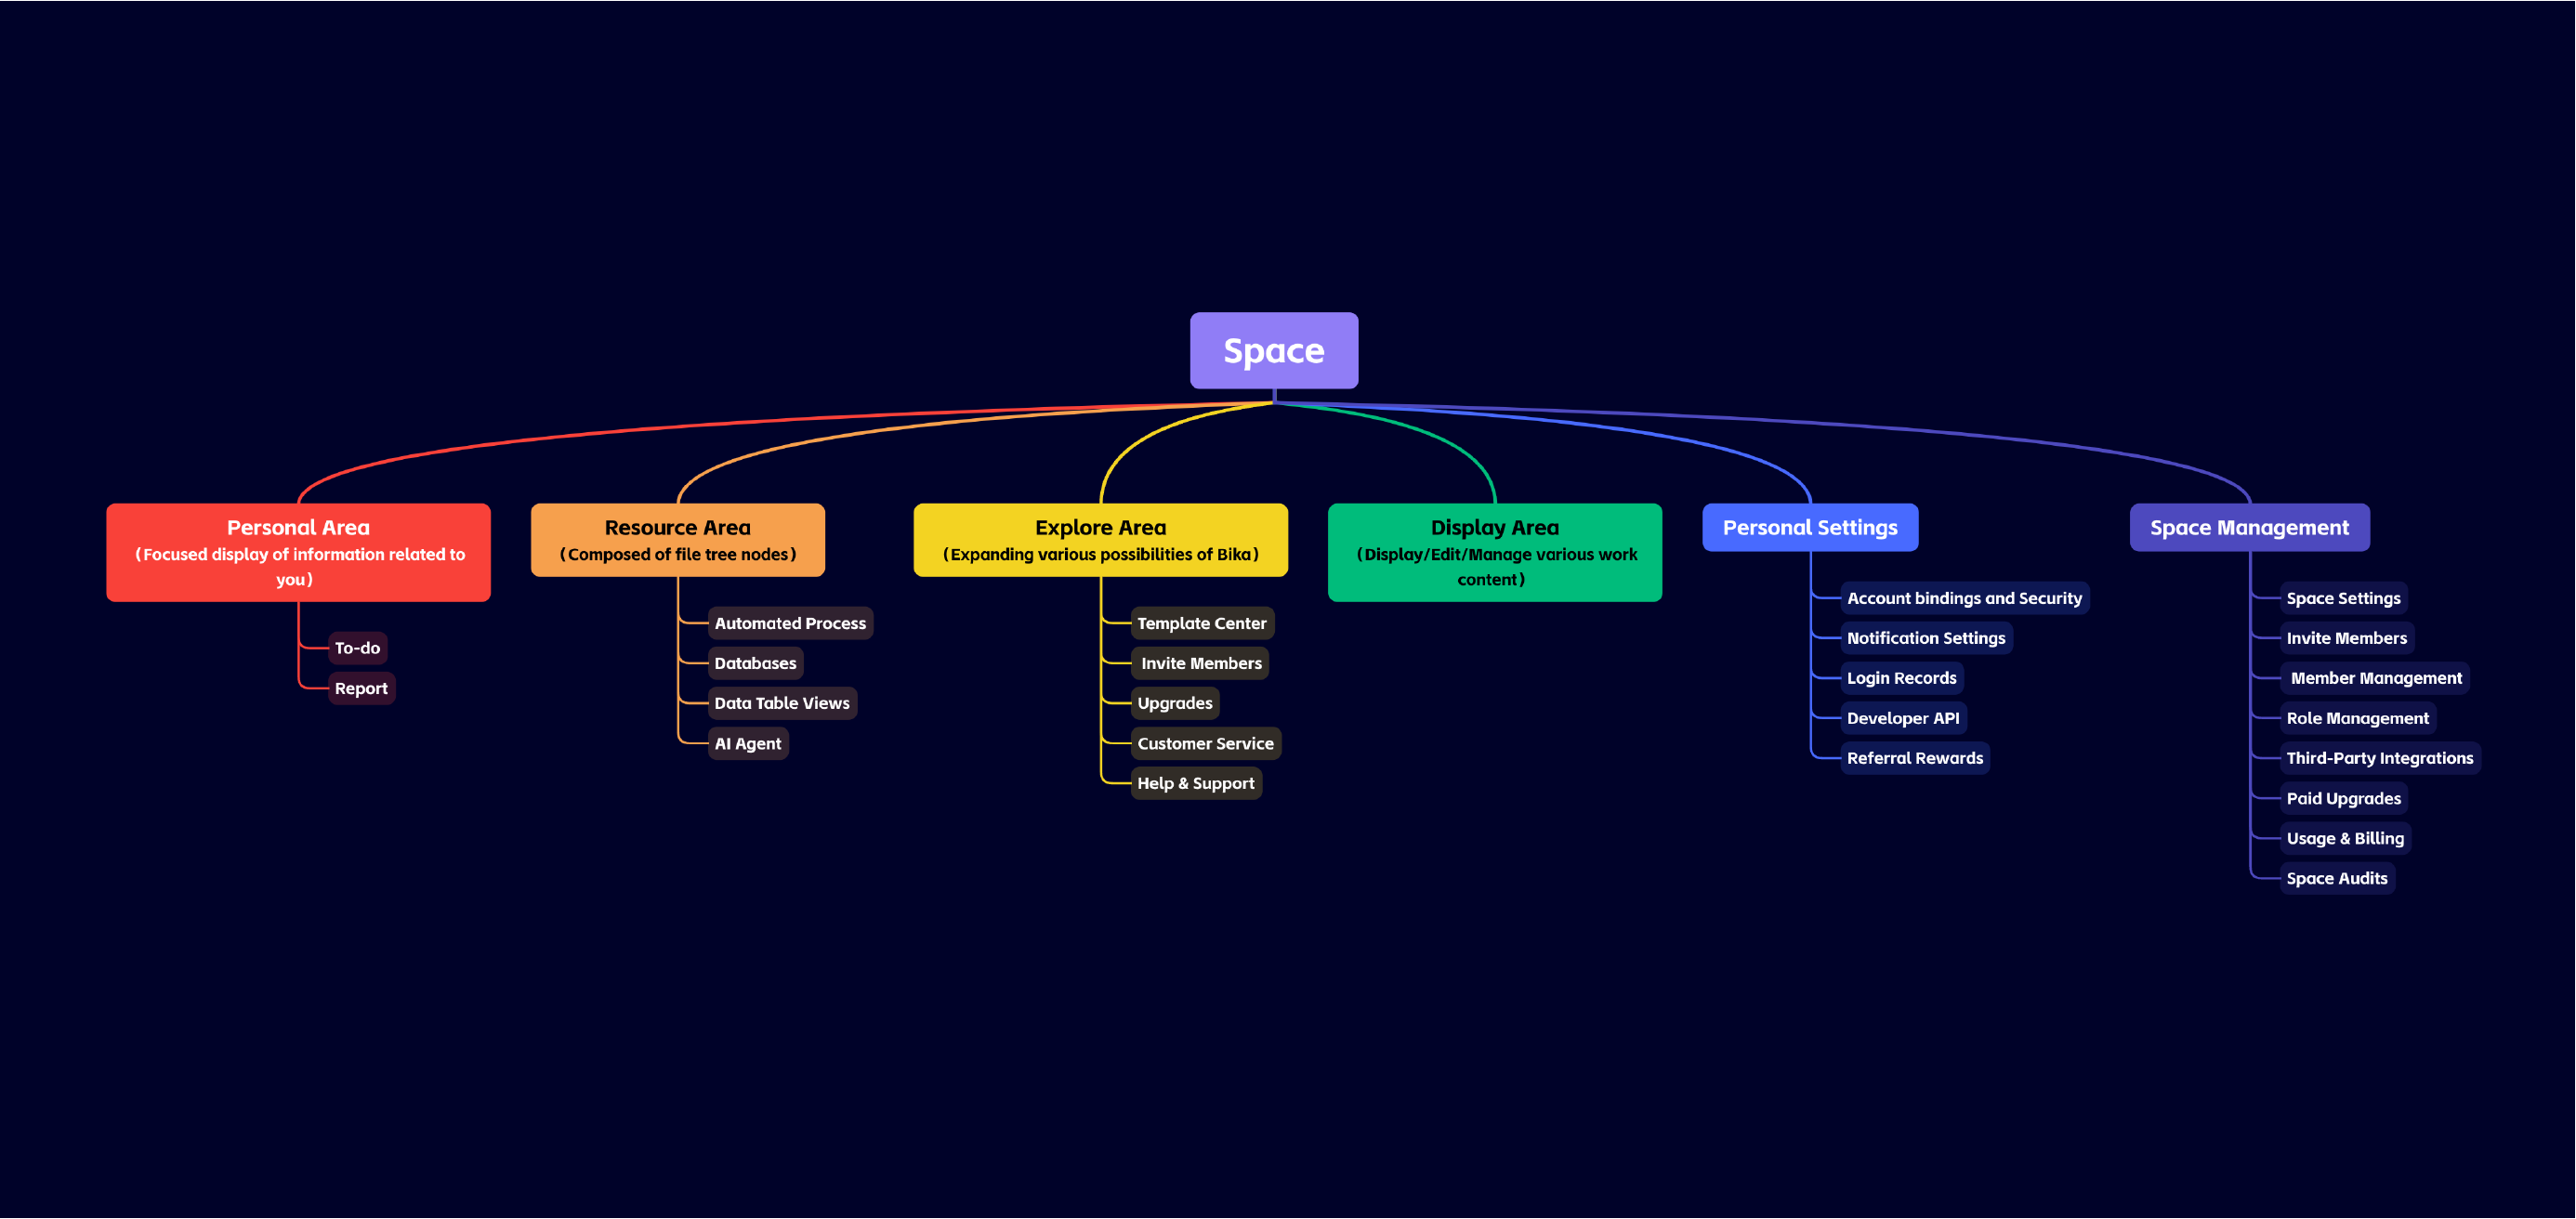 Space
Personal Area
(Focused display of information related to
you)
To-do
Report
Resource Area
(Composed of file tree nodes)
Automated Process
Databases
Data Table Views
AI Agent
Explore Area
(Expanding various possibilities of Bika)
Template Center
Invite Members
Upgrades
Customer Service
Help & Support
Display Area
(Display/Edit/Manage various work
content)
Personal Settings
Account bindings and Security
Notification Settings
Login Records
Developer API
Referral Rewards
Space Management
Space Settings
Invite Members
Member Management
Role Management
Third-Party Integrations
Paid Upgrades
Usage & Billing
Space Audits